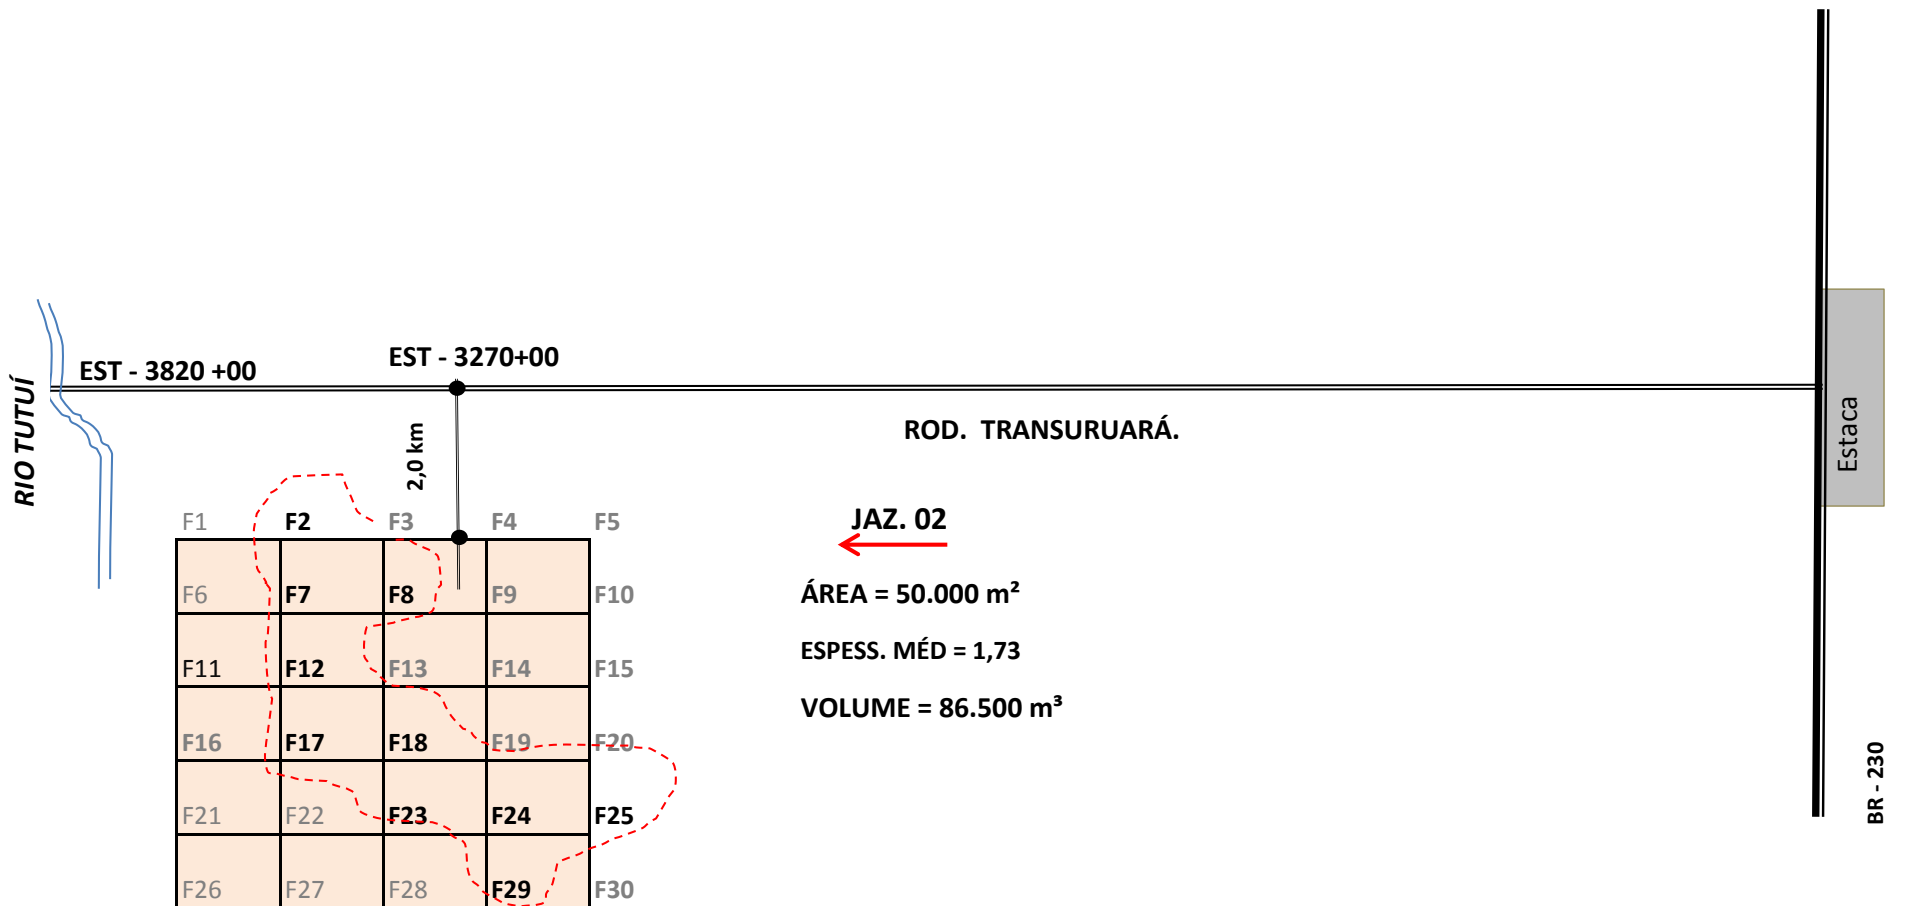 EST - 3270+00
EST - 3820 +00
RIO TUTUÍ
2,0 km
ROD. TRANSURUARÁ.
Estaca
JAZ. 02
F1 F2 F3 F4 F5
ÁREA = 50.000 m²
F6 F7 F8 F9 F10
ESPESS. MÉD = 1,73
F11 F12 F13 F14 F15
VOLUME = 86.500 m³
F16 F17 F18 F19 F20
BR - 230
F21 F22 F23 F24 F25
F26 F27 F28 F29 F30